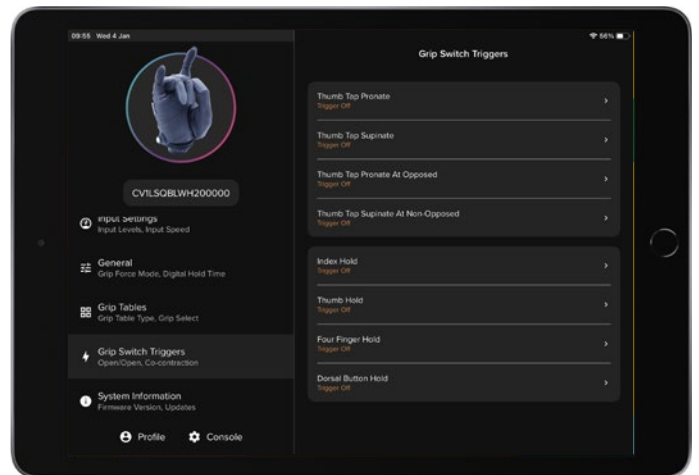 09:55 Wed 4 Jan
56%
CV1LSQBLWH200000
Input Settings
Input Levels, Input Speed
General
Grip Force Mode, Digital Hold Time
Grip Tables
Grip Table Type, Grip Select
Grip Switch Triggers
Open/Open, Co-contraction
System Information
Firmware Version, Updates
Profile
Console
Grip Switch Triggers
Thumb Tap Pronate
Trigger Off
Thumb Tap Supinate
Trigger Off
Thumb Tap Pronate At Opposed
Trigger Off
Thumb Tap Supinate At Non-Opposed
Trigger Off
Index Hold
Trigger Off
Thumb Hold
Trigger Off
Four Finger Hold
Trigger Off
Dorsal Button Hold
Trigger Off